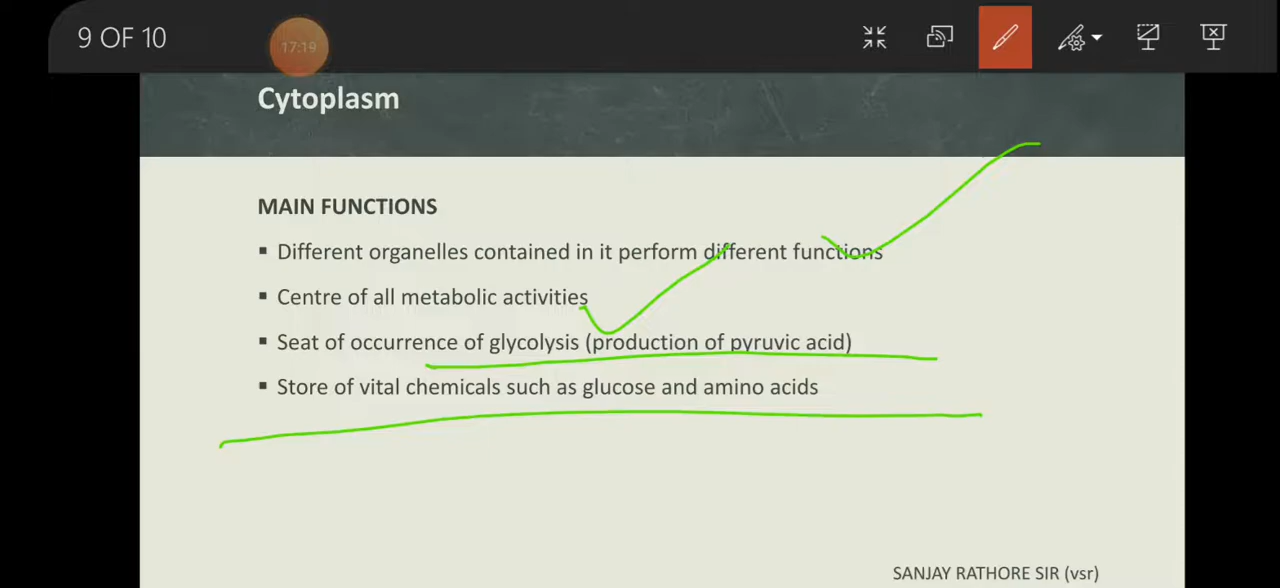 9 OF 10
17:19
Cytoplasm
MAIN FUNCTIONS
▪ Different organelles contained in it perform different functions
▪ Centre of all metabolic activities
▪ Seat of occurrence of glycolysis (production of pyruvic acid)
▪ Store of vital chemicals such as glucose and amino acids
SANJAY RATHORE SIR (vsr)